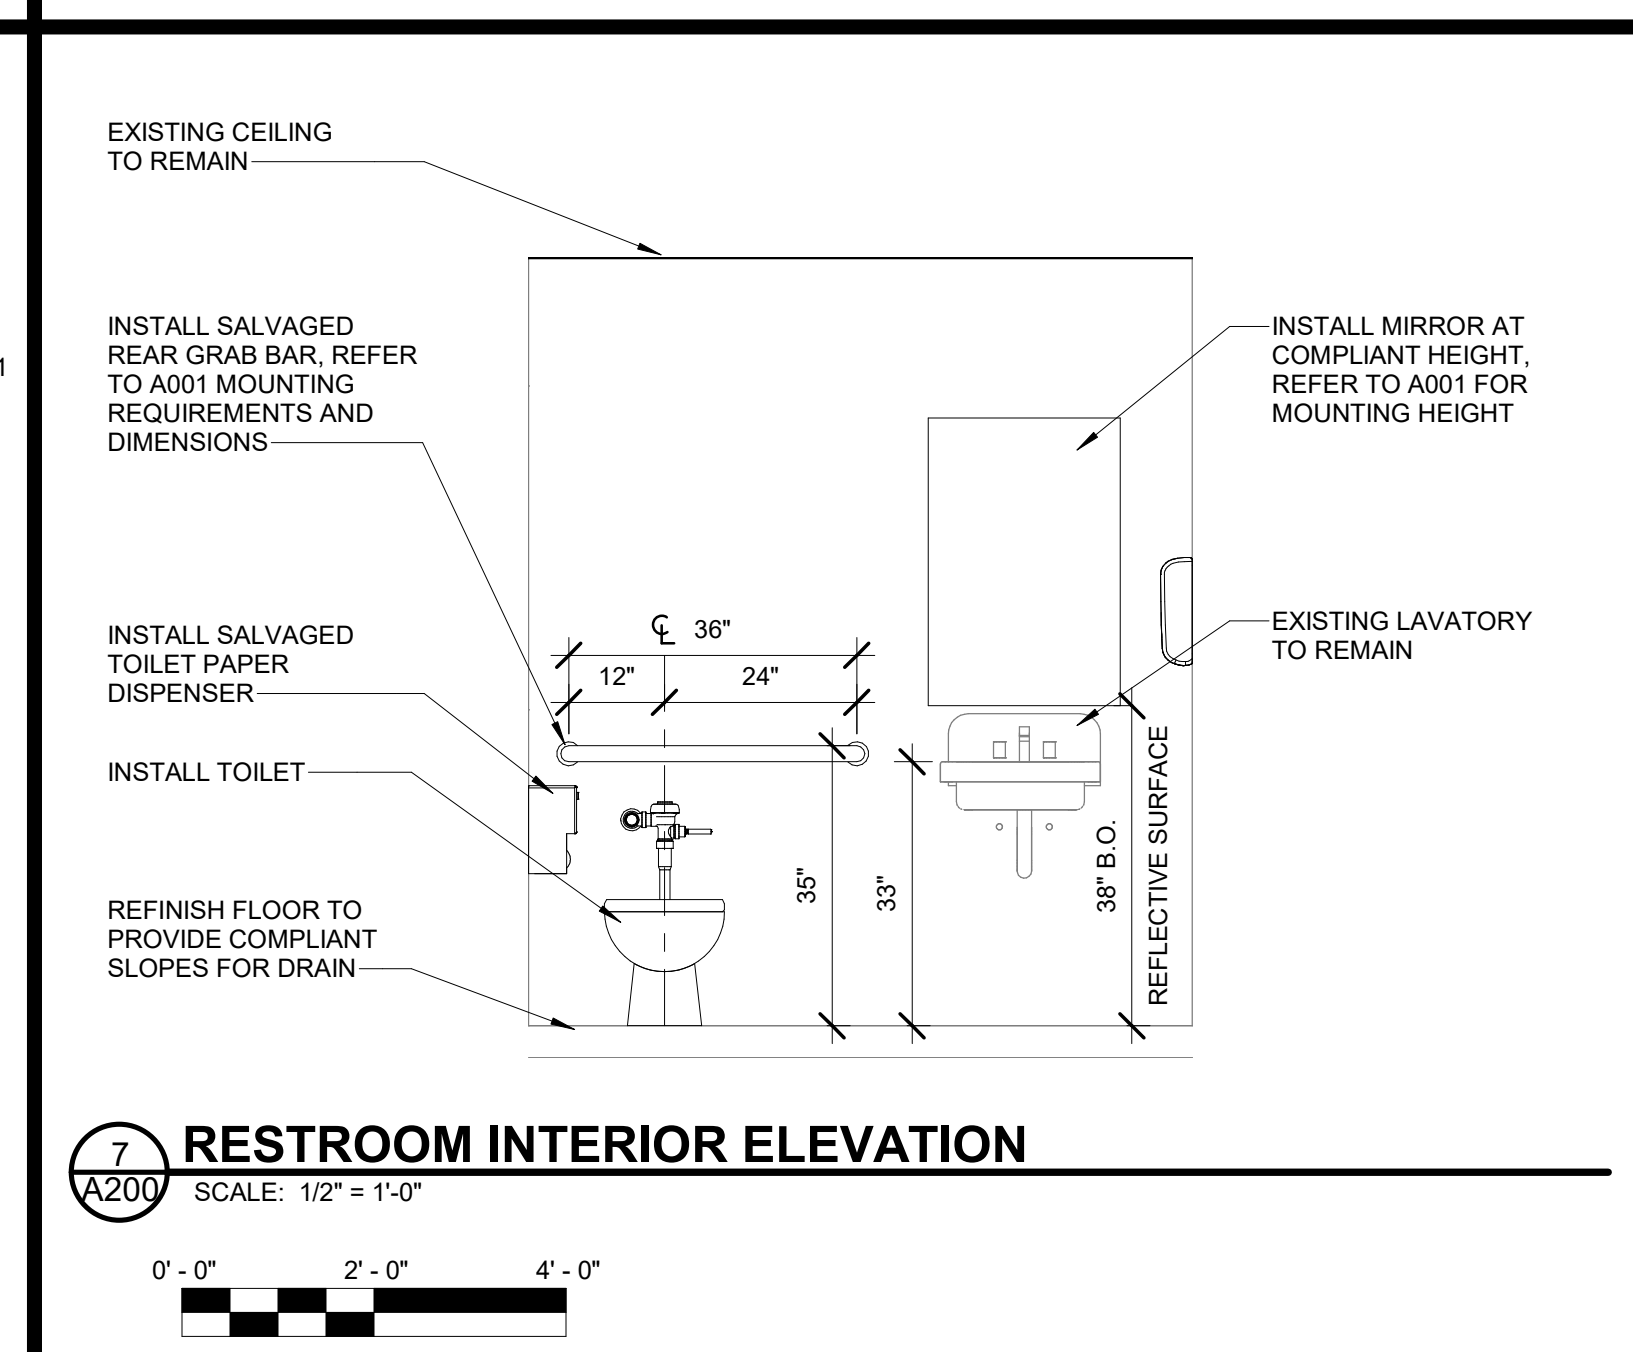 EXISTING CEILING
TO REMAIN
INSTALL SALVAGED
REAR GRAB BAR, REFER
TO A001 MOUNTING
REQUIREMENTS AND
DIMENSIONS
1
INSTALL MIRROR AT
COMPLIANT HEIGHT,
REFER TO A001 FOR
MOUNTING HEIGHT
INSTALL SALVAGED
TOILET PAPER
DISPENSER
℄ 36"
12"
24"
EXISTING LAVATORY
TO REMAIN
INSTALL TOILET
REFINISH FLOOR TO
PROVIDE COMPLIANT
SLOPES FOR DRAIN
35"
33"
38" B.O.
REFLECTIVE SURFACE
7
A200
RESTROOM INTERIOR ELEVATION
SCALE: 1/2" = 1'-0"
0' - 0"
2' - 0"
4' - 0"